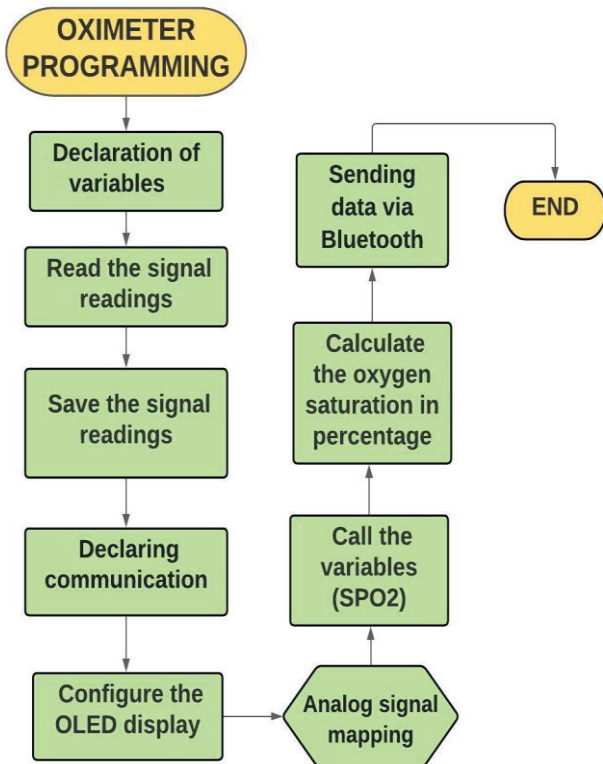 OXIMETER
PROGRAMMING
Declaration of
variables
Read the signal
readings
Save the signal
readings
Declaring
communication
Configure the
OLED display
Analog signal
mapping
Call the
variables
(SPO2)
Calculate
the oxygen
saturation in
percentage
Sending
data via
Bluetooth
END